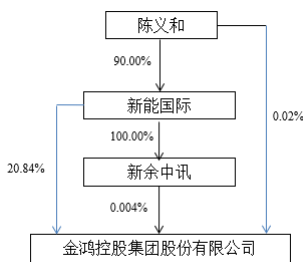 陈义和
90.00%
新能国际
0.02%
100.00%
20.84%
新余中讯
0.004%
金鸿控股集团股份有限公司